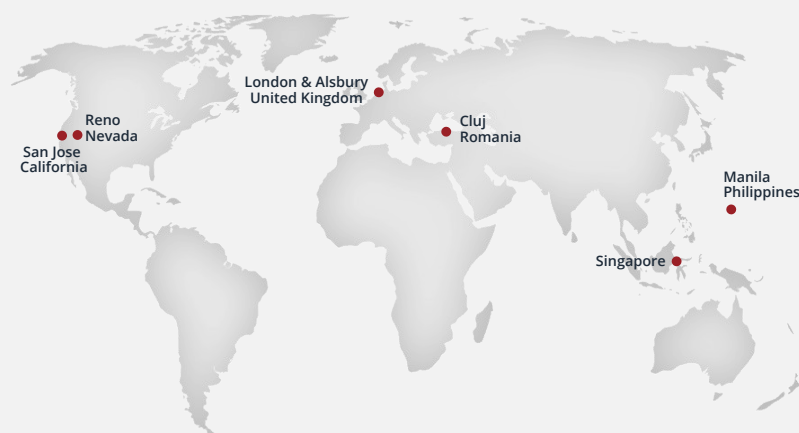 London & Alsbury
United Kingdom
Reno
Nevada
San Jose
California
Cluj
Romania
Manila
Philippines
Singapore